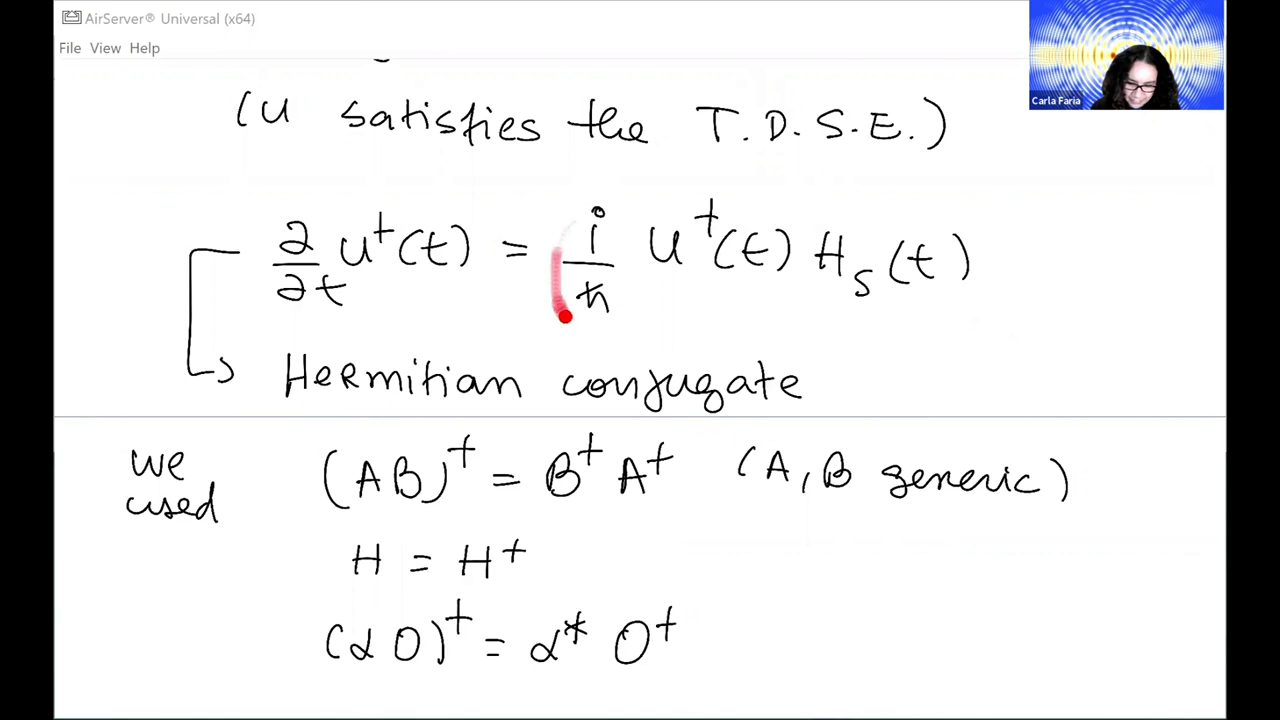 AirServer® Universal (x64)
File View Help
Carla Faria
(U satisfies the T.D.S.E.)
∂/∂t U†(t) = i/ħ U†(t) H_S(t)
Hermitian conjugate
we used
(AB)† = B† A† (A, B generic)
H = H†
(α O)† = α* O†